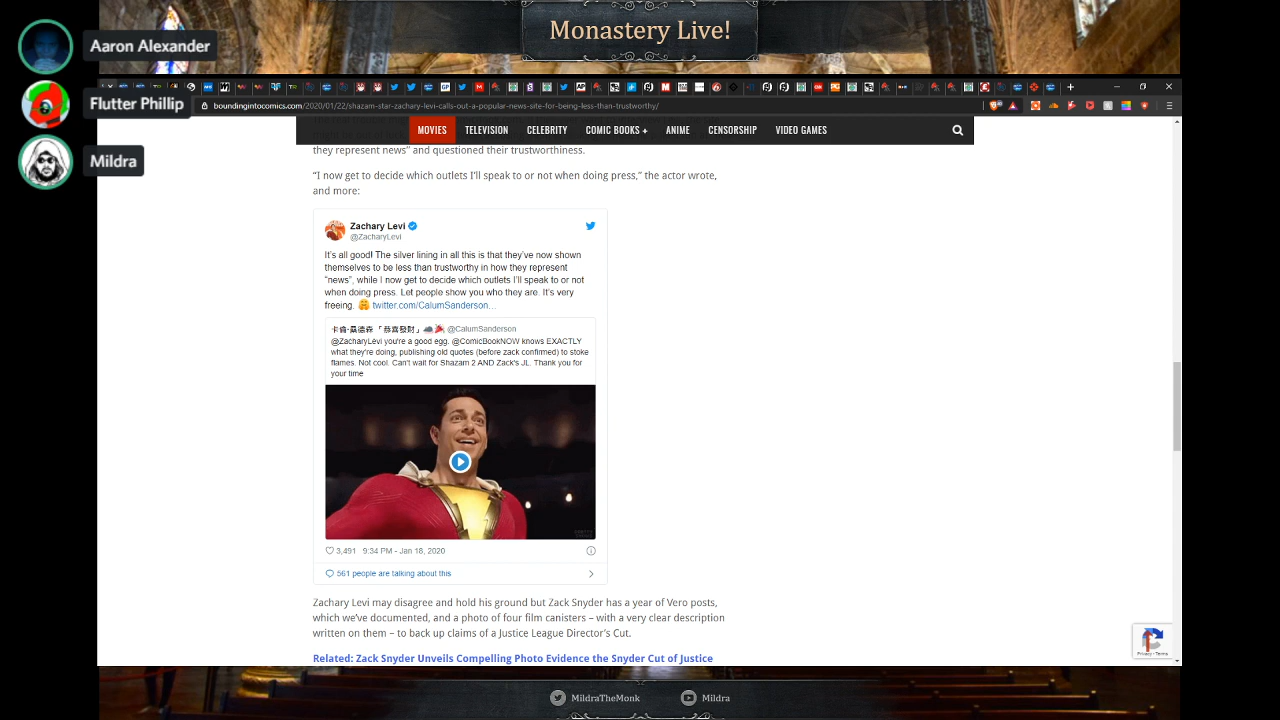 Monastery Live!
Aaron Alexander
Flutter Phillip
Mildra
boundingintocomics.com/2020/01/22/shazam-star-zachary-levi-calls-out-a-popular-news-site-for-being-less-than-trustworthy/
MOVIES TELEVISION CELEBRITY COMIC BOOKS + ANIME CENSORSHIP VIDEO GAMES
they represent news” and questioned their trustworthiness.
“I now get to decide which outlets I’ll speak to or not when doing press,” the actor wrote,
and more:
Zachary Levi
@ZacharyLevi
It’s all good! The silver lining in all this is that they’ve now shown
themselves to be less than trustworthy in how they represent
“news”, while I now get to decide which outlets I’ll speak to or not
when doing press. Let people show you who they are. It’s very
freeing. 🤗 twitter.com/CalumSanderson…
卡倫·桑德森「恭喜發財」 @CalumSanderson
@ZacharyLevi you're a good egg. @ComicBookNOW knows EXACTLY
what they're doing, publishing old quotes (before zack confirmed) to stoke
flames. Not cool. Can't wait for Shazam 2 AND Zack's JL. Thank you for
your time
3,491 9:34 PM - Jan 18, 2020
561 people are talking about this
Zachary Levi may disagree and hold his ground but Zack Snyder has a year of Vero posts,
which we’ve documented, and a photo of four film canisters – with a very clear description
written on them – to back up claims of a Justice League Director’s Cut.
Related: Zack Snyder Unveils Compelling Photo Evidence the Snyder Cut of Justice
Privacy - Terms
MildraTheMonk Mildra